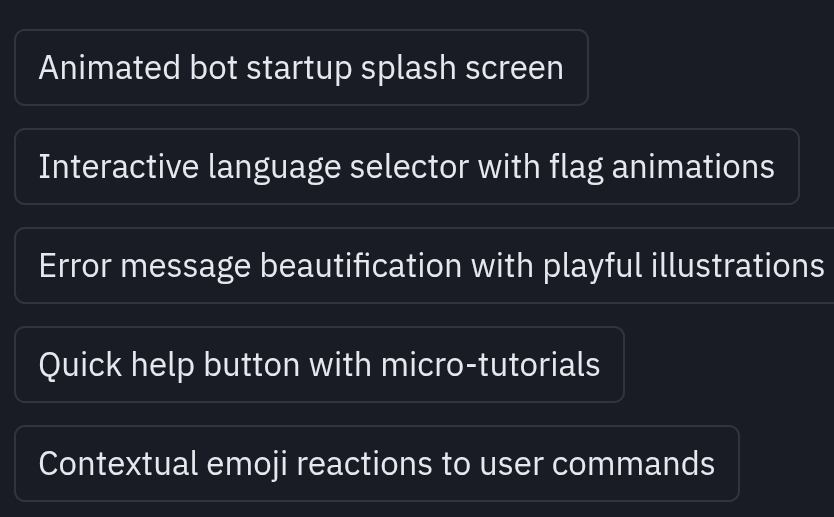 Animated bot startup splash screen
Interactive language selector with flag animations
Error message beautification with playful illustrations
Quick help button with micro-tutorials
Contextual emoji reactions to user commands